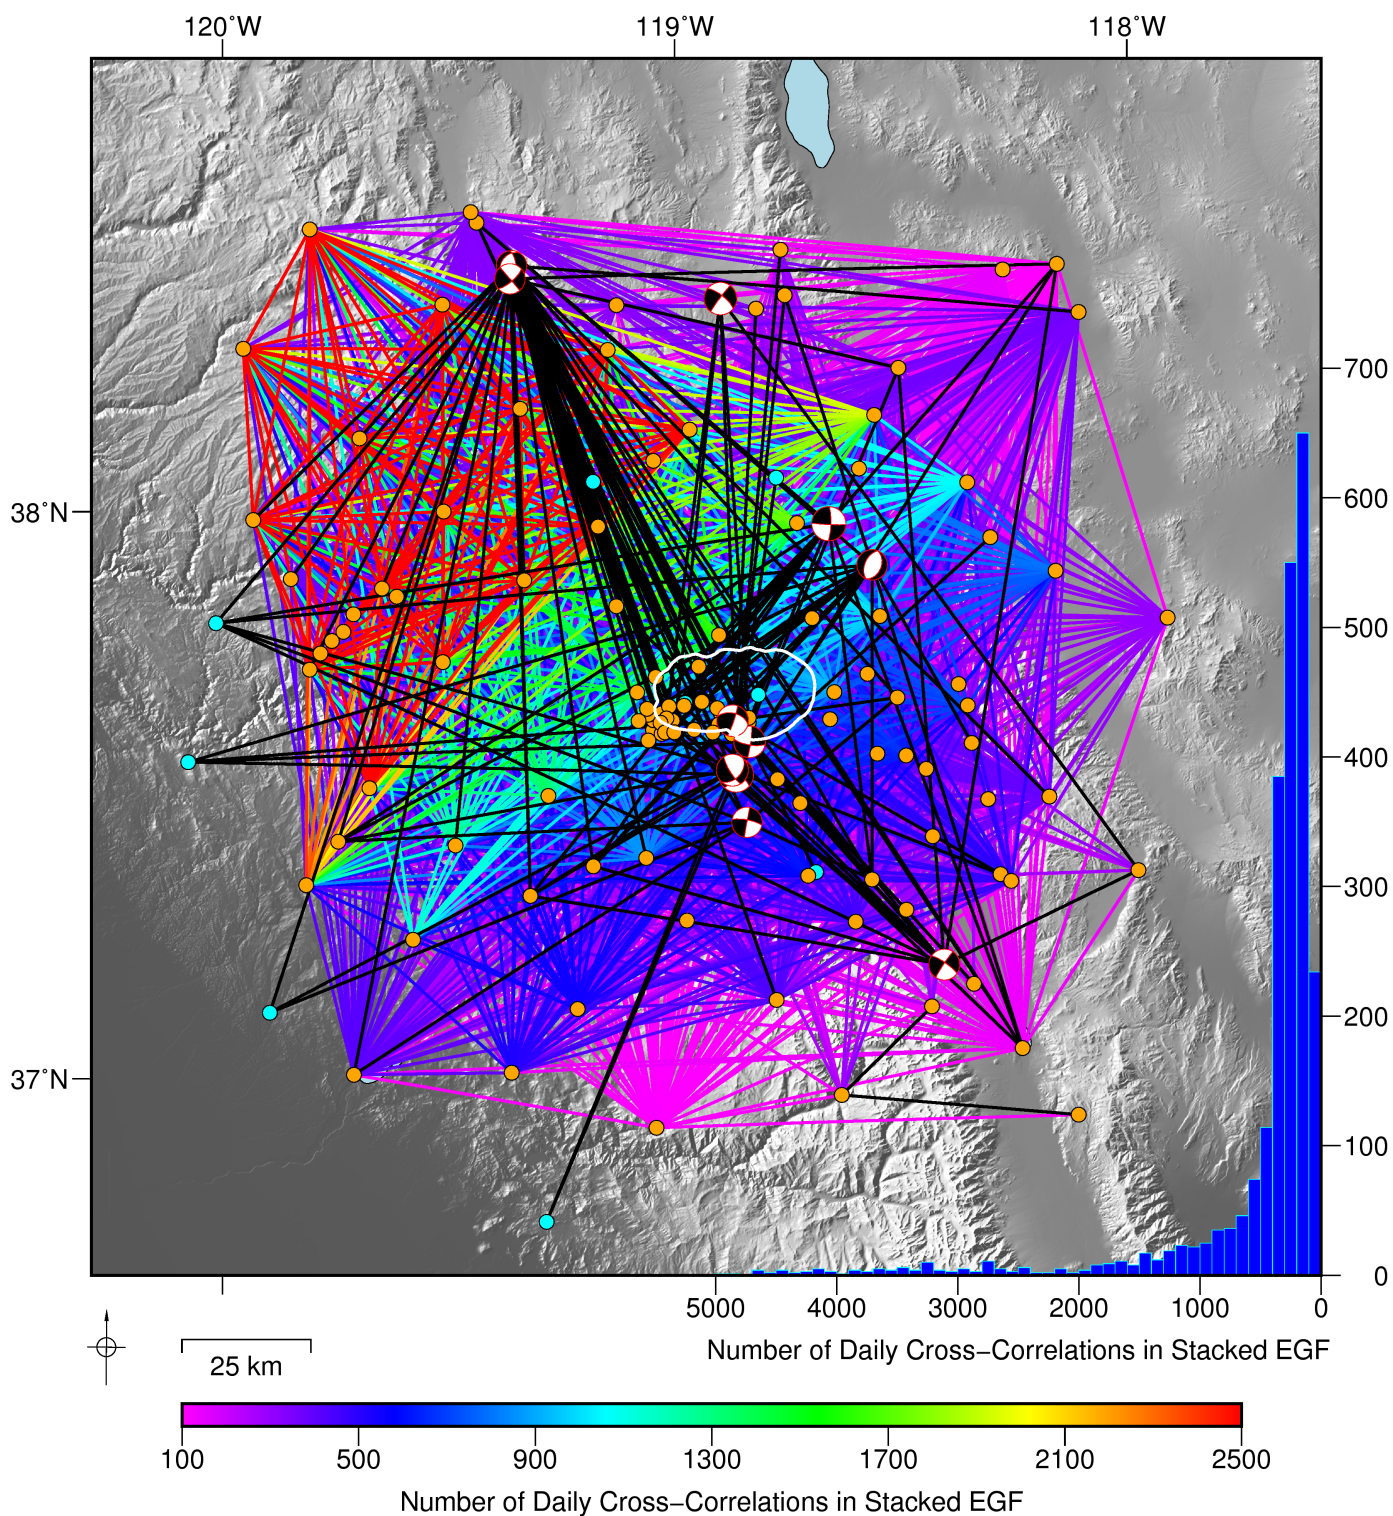 120°W 119°W 118°W
700
600
38°N
500
400
300
200
37°N
100
0
5000 4000 3000 2000 1000 0
Number of Daily Cross−Correlations in Stacked EGF
25 km
100 500 900 1300 1700 2100 2500
Number of Daily Cross−Correlations in Stacked EGF